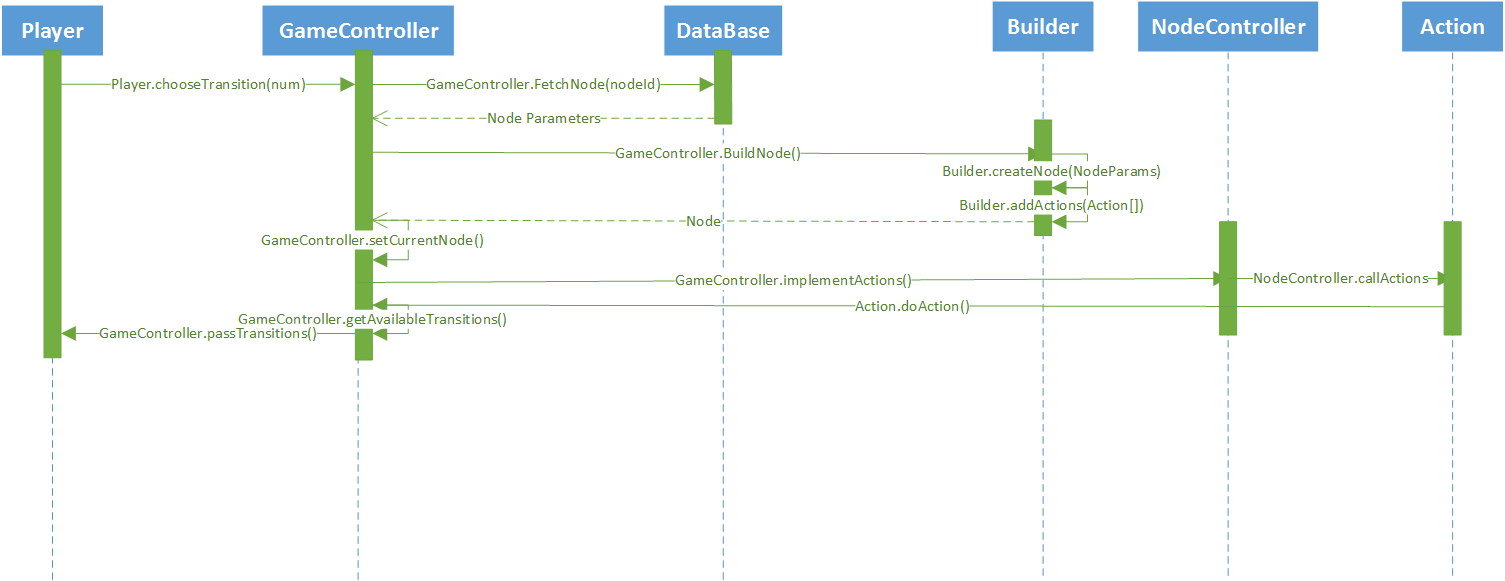 Player
GameController
DataBase
Builder
NodeController
Action
Player.chooseTransition(num)
GameController.FetchNode(nodeId)
Node Parameters
GameController.BuildNode()
Builder.createNode(NodeParams)
Builder.addActions(Action[])
Node
GameController.setCurrentNode()
GameController.implementActions()
NodeController.callActions
Action.doAction()
GameController.getAvailableTransitions()
GameController.passTransitions()